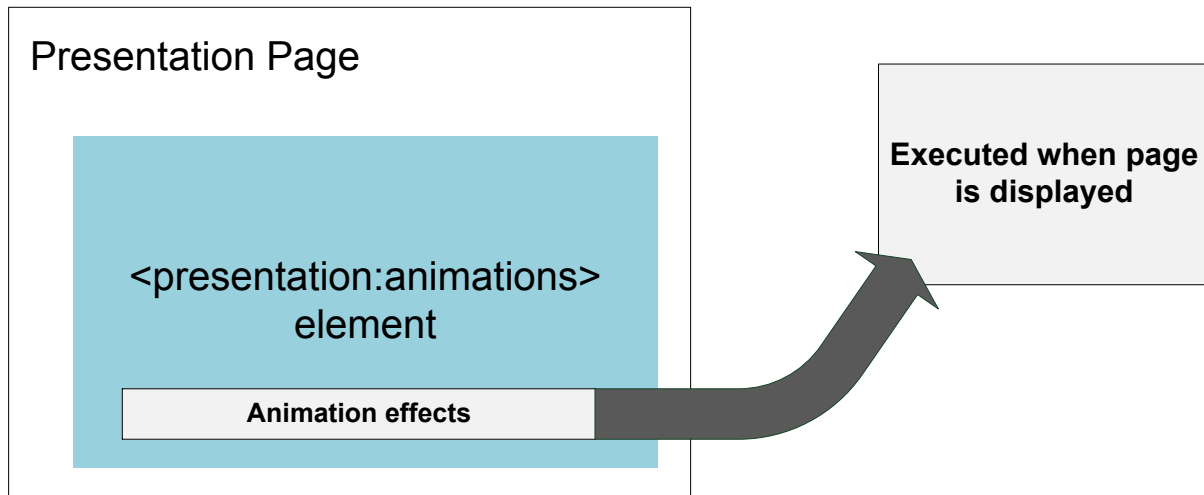 Presentation Page
Executed when page
is displayed
<presentation:animations>
element
Animation effects